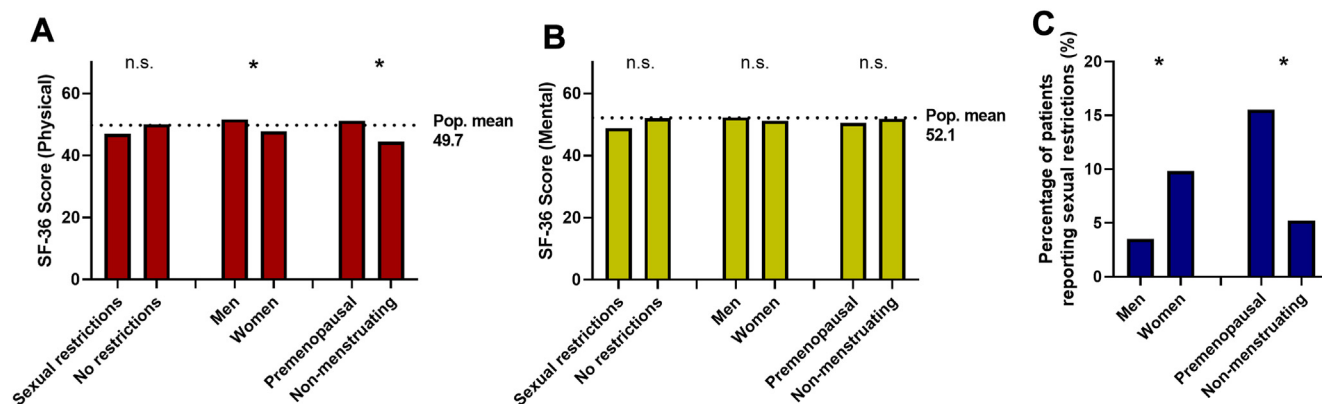 A
n.s.
*
*
SF-36 Score (Physical)
60
40
20
0
Pop. mean
49.7
Sexual restrictions
No restrictions
Men
Women
Premenopausal
Non-menstruating
B
n.s.
n.s.
n.s.
SF-36 Score (Mental)
60
40
20
0
Pop. mean
52.1
Sexual restrictions
No restrictions
Men
Women
Premenopausal
Non-menstruating
C
*
*
Percentage of patients
reporting sexual restrictions (%)
20
15
10
5
0
Men
Women
Premenopausal
Non-menstruating